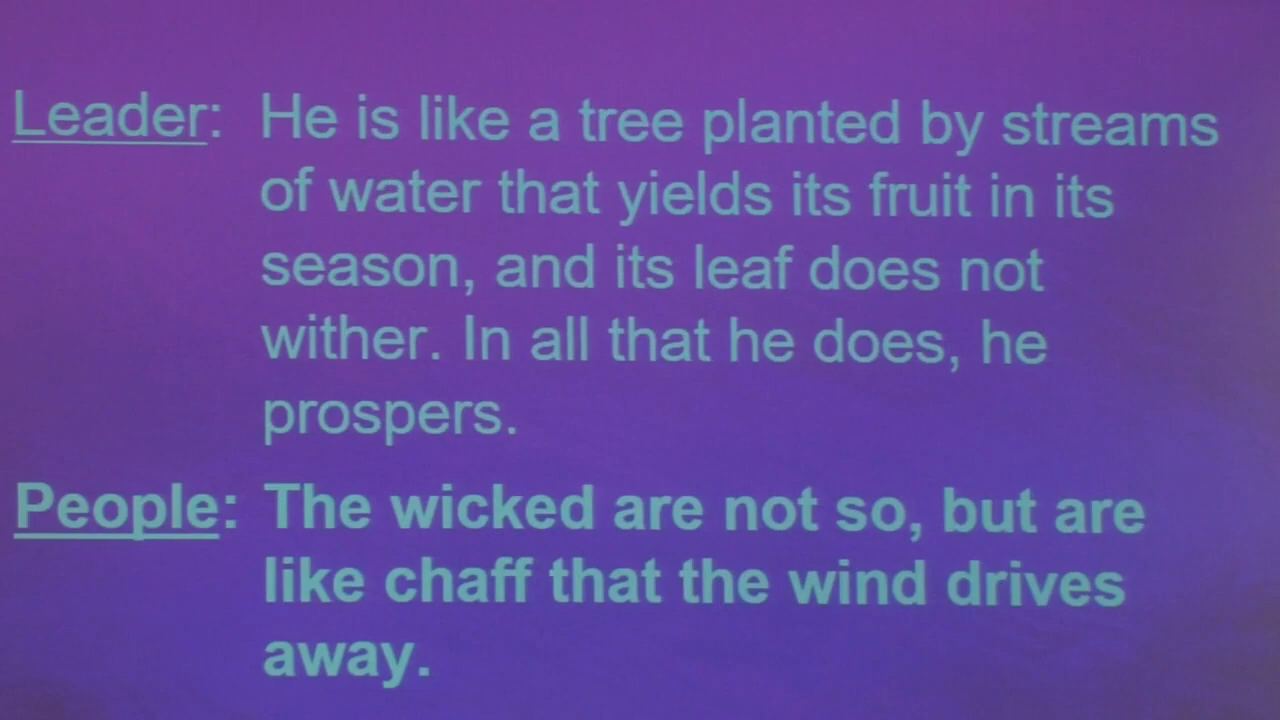 Leader: He is like a tree planted by streams
of water that yields its fruit in its
season, and its leaf does not
wither. In all that he does, he
prospers.
People: The wicked are not so, but are
like chaff that the wind drives
away.